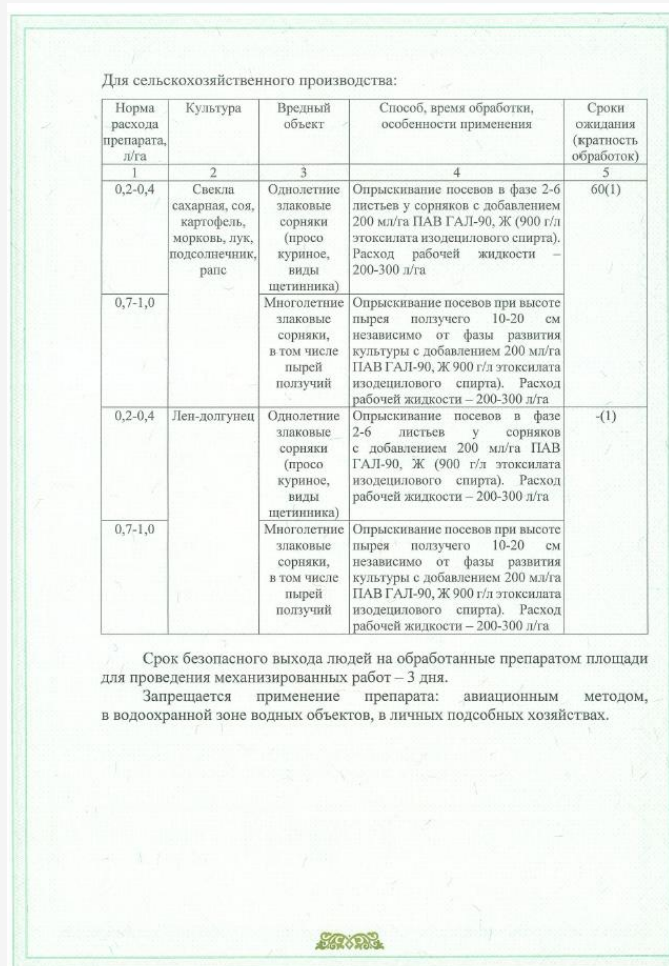 Для сельскохозяйственного производства:
Норма
расхода
препарата,
л/га
Культура
Вредный
объект
Способ, время обработки,
особенности применения
Сроки
ожидания
(кратность
обработок)
1
2
3
4
5
0,2-0,4
Свекла
сахарная, соя,
картофель,
морковь, лук,
подсолнечник,
рапс
Однолетние
злаковые
сорняки
(просо
куриное,
виды
щетинника)
Опрыскивание посевов в фазе 2-6
листьев у сорняков с добавлением
200 мл/га ПАВ ГАЛ-90, Ж (900 г/л
этоксилата изодецилового спирта).
Расход рабочей жидкости –
200-300 л/га
60(1)
0,7-1,0
Многолетние
злаковые
сорняки,
в том числе
пырей
ползучий
Опрыскивание посевов при высоте
пырея ползучего 10-20 см
независимо от фазы развития
культуры с добавлением 200 мл/га
ПАВ ГАЛ-90, Ж 900 г/л этоксилата
изодецилового спирта). Расход
рабочей жидкости – 200-300 л/га
0,2-0,4
Лен-долгунец
Однолетние
злаковые
сорняки
(просо
куриное,
виды
щетинника)
Опрыскивание посевов в фазе
2-6 листьев у сорняков
с добавлением 200 мл/га ПАВ
ГАЛ-90, Ж (900 г/л этоксилата
изодецилового спирта). Расход
рабочей жидкости – 200-300 л/га
-(1)
0,7-1,0
Многолетние
злаковые
сорняки,
в том числе
пырей
ползучий
Опрыскивание посевов при высоте
пырея ползучего 10-20 см
независимо от фазы развития
культуры с добавлением 200 мл/га
ПАВ ГАЛ-90, Ж 900 г/л этоксилата
изодецилового спирта). Расход
рабочей жидкости – 200-300 л/га
Срок безопасного выхода людей на обработанные препаратом площади
для проведения механизированных работ – 3 дня.
Запрещается применение препарата: авиационным методом,
в водоохранной зоне водных объектов, в личных подсобных хозяйствах.